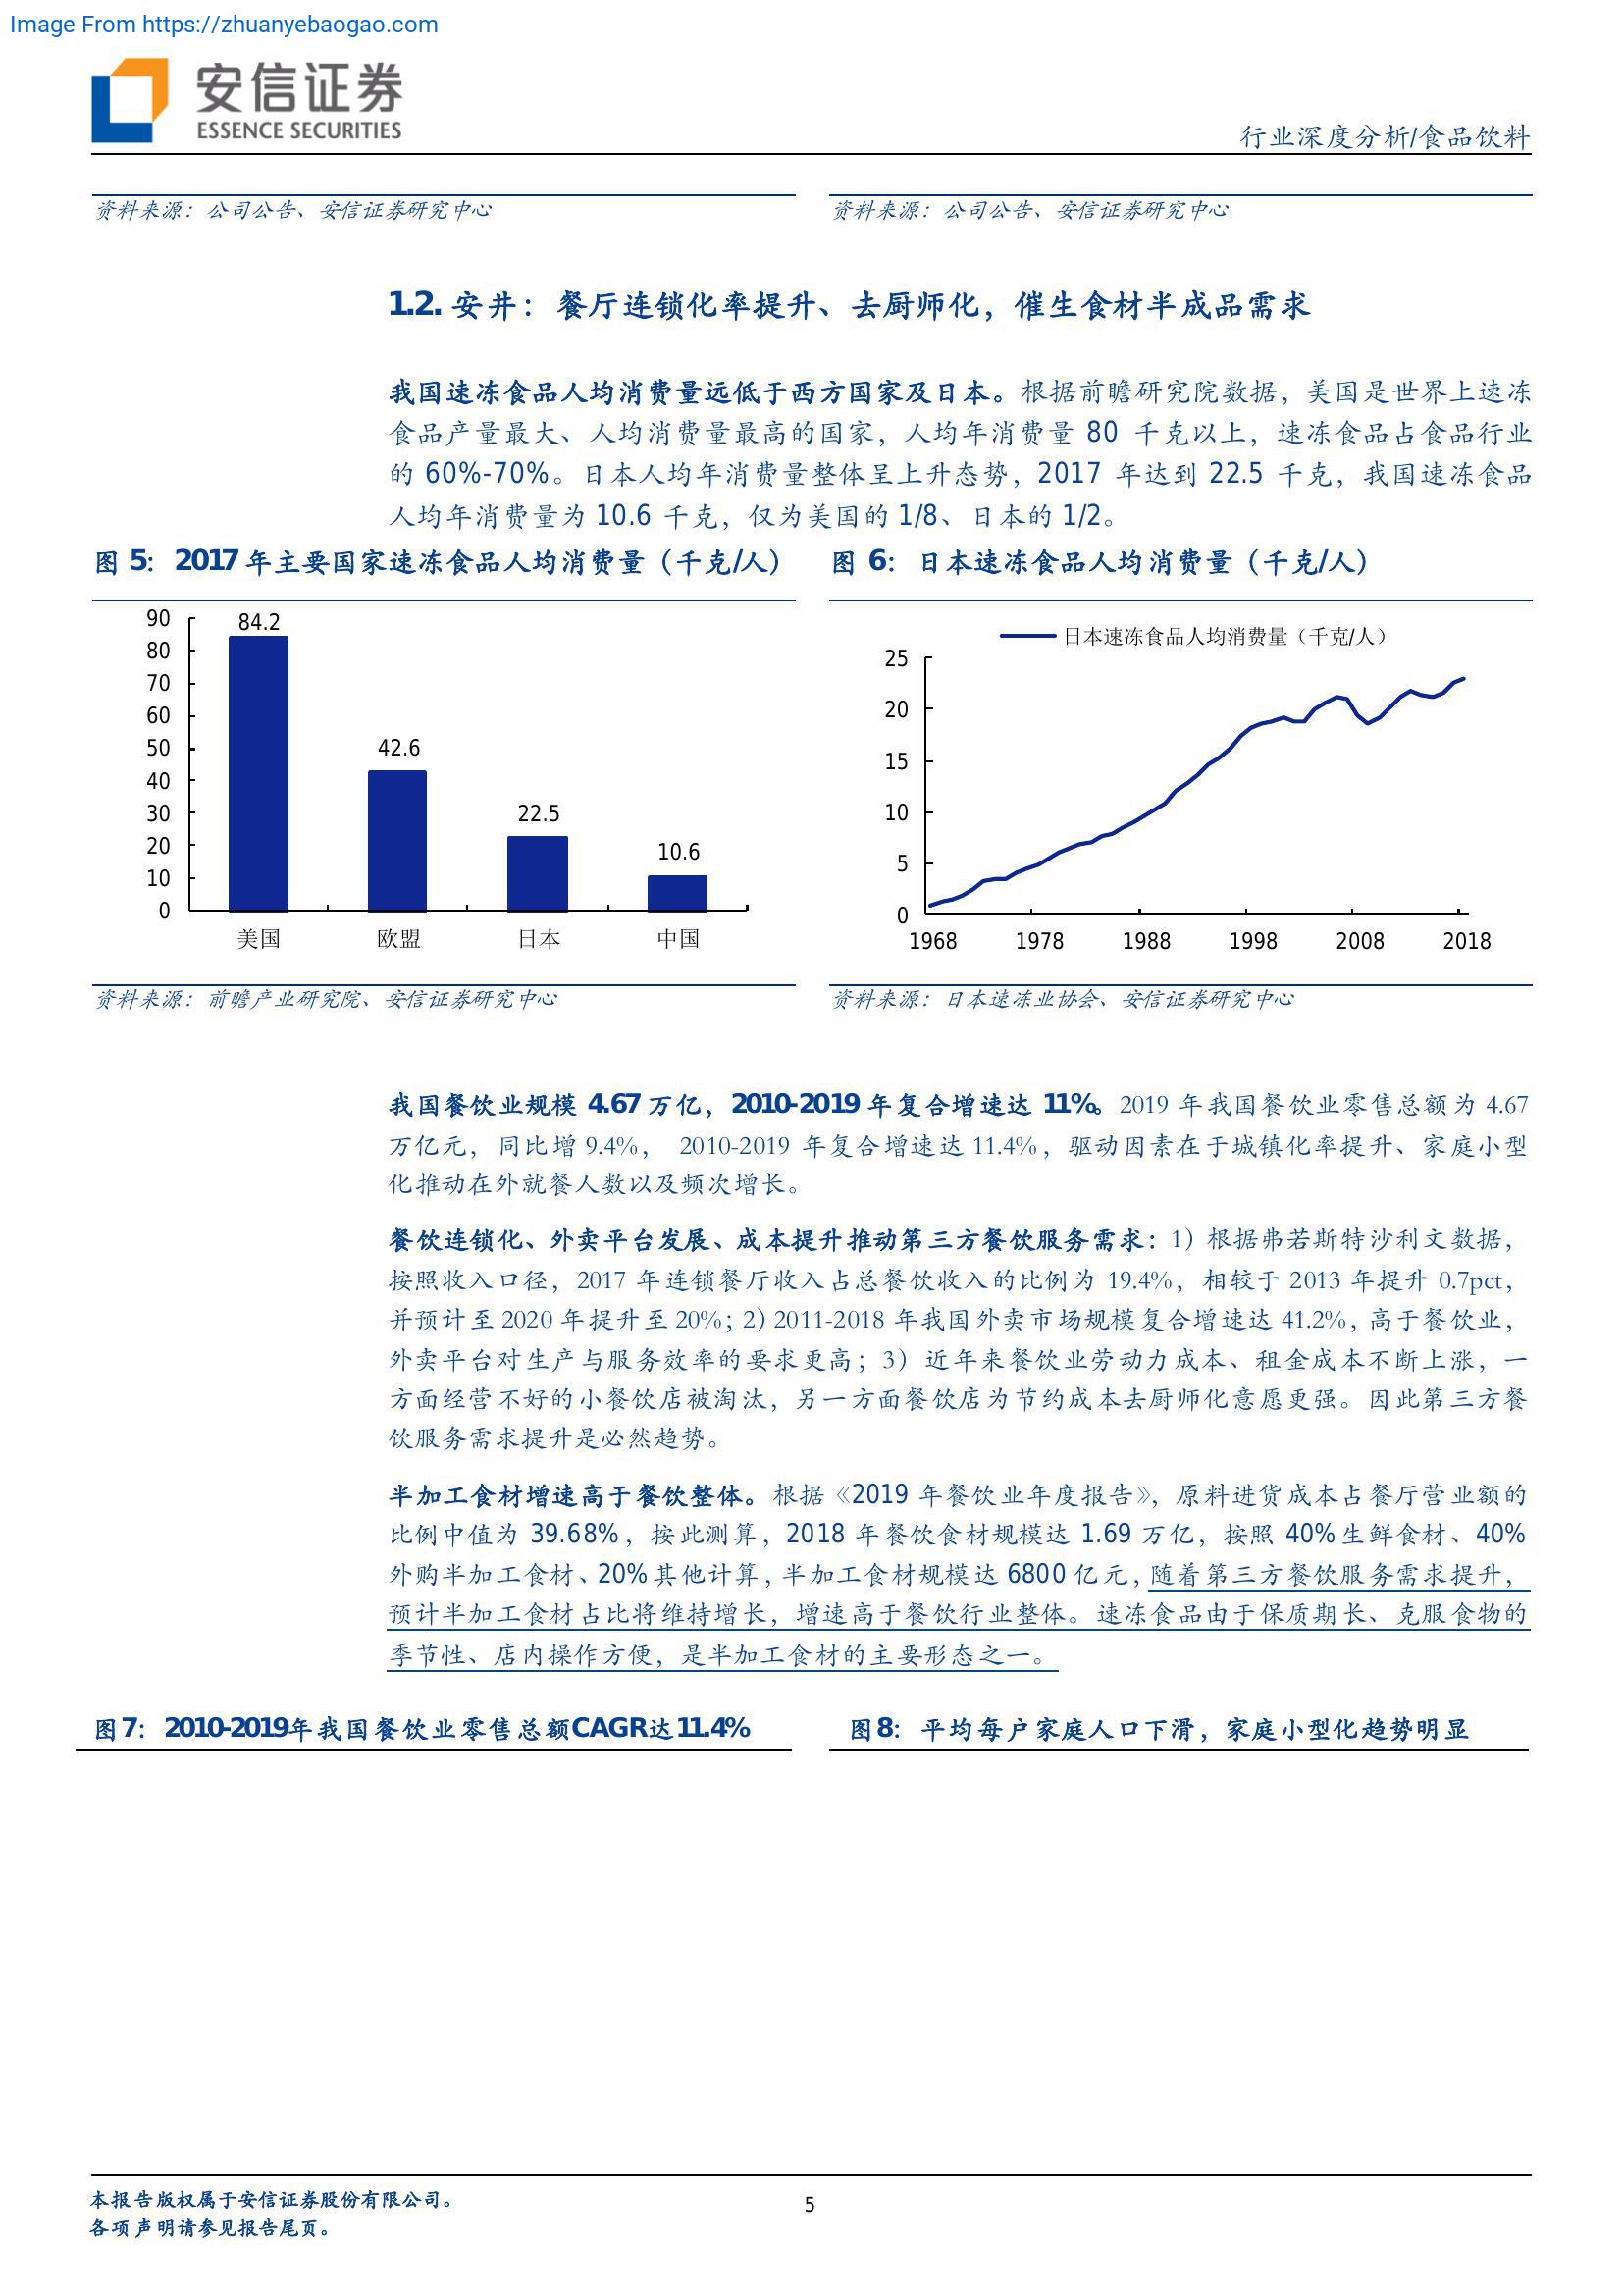 Image From https://zhuanyebaogao.com
安信证券
ESSENCE SECURITIES
行业深度分析/食品饮料
资料来源：公司公告、安信证券研究中心
资料来源：公司公告、安信证券研究中心
1.2. 安井：餐厅连锁化率提升、去厨师化，催生食材半成品需求
我国速冻食品人均消费量远低于西方国家及日本。根据前瞻研究院数据，美国是世界上速冻
食品产量最大、人均消费量最高的国家，人均年消费量 80 千克以上，速冻食品占食品行业
的 60%-70%。日本人均年消费量整体呈上升态势，2017 年达到 22.5 千克，我国速冻食品
人均年消费量为 10.6 千克，仅为美国的 1/8、日本的 1/2。
图 5：2017 年主要国家速冻食品人均消费量（千克/人）
90
80
70
60
50
40
30
20
10
0
84.2
42.6
22.5
10.6
美国 欧盟 日本 中国
资料来源：前瞻产业研究院、安信证券研究中心
图 6：日本速冻食品人均消费量（千克/人）
日本速冻食品人均消费量（千克/人）
25
20
15
10
5
0
1968 1978 1988 1998 2008 2018
资料来源：日本速冻业协会、安信证券研究中心
我国餐饮业规模 4.67 万亿，2010-2019 年复合增速达 11%。2019 年我国餐饮业零售总额为 4.67
万亿元，同比增 9.4%， 2010-2019 年复合增速达 11.4%，驱动因素在于城镇化率提升、家庭小型
化推动在外就餐人数以及频次增长。
餐饮连锁化、外卖平台发展、成本提升推动第三方餐饮服务需求：1）根据弗若斯特沙利文数据，
按照收入口径，2017 年连锁餐厅收入占总餐饮收入的比例为 19.4%，相较于 2013 年提升 0.7pct，
并预计至 2020 年提升至 20%；2）2011-2018 年我国外卖市场规模复合增速达 41.2%，高于餐饮业，
外卖平台对生产与服务效率的要求更高；3）近年来餐饮业劳动力成本、租金成本不断上涨，一
方面经营不好的小餐饮店被淘汰，另一方面餐饮店为节约成本去厨师化意愿更强。因此第三方餐
饮服务需求提升是必然趋势。
半加工食材增速高于餐饮整体。根据《2019 年餐饮业年度报告》，原料进货成本占餐厅营业额的
比例中值为 39.68%，按此测算，2018 年餐饮食材规模达 1.69 万亿，按照 40%生鲜食材、40%
外购半加工食材、20%其他计算，半加工食材规模达 6800 亿元，随着第三方餐饮服务需求提升，
预计半加工食材占比将维持增长，增速高于餐饮行业整体。速冻食品由于保质期长、克服食物的
季节性、店内操作方便，是半加工食材的主要形态之一。
图7：2010-2019年我国餐饮业零售总额CAGR达11.4%
图8：平均每户家庭人口下滑，家庭小型化趋势明显
本报告版权属于安信证券股份有限公司。
各项声明请参见报告尾页。
5